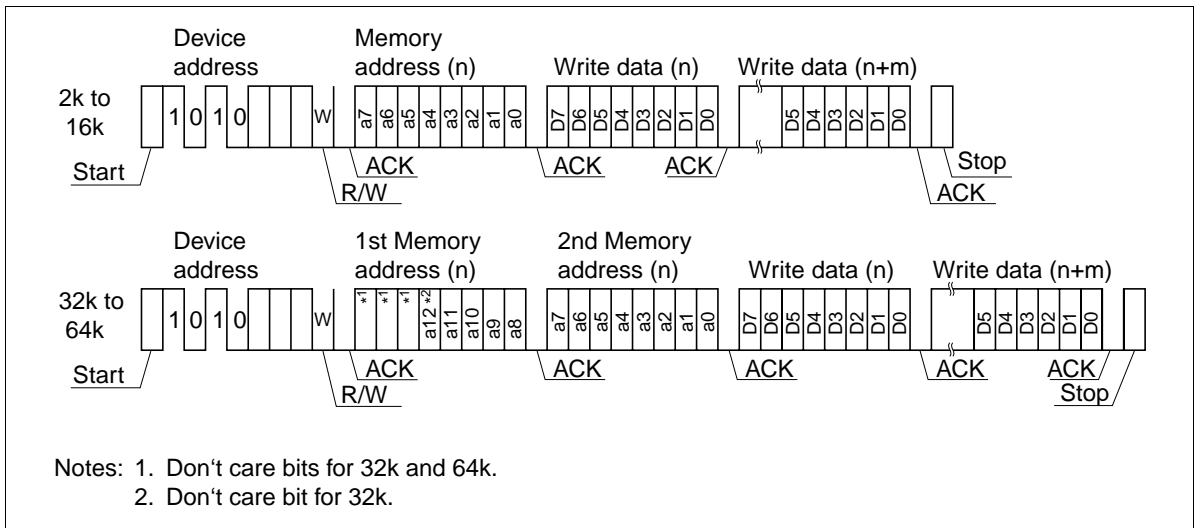 Device address
Memory address (n)
Write data (n)
Write data (n+m)
2k to 16k
1 0 1 0 W a7 a6 a5 a4 a3 a2 a1 a0 D7 D6 D5 D4 D3 D2 D1 D0 D5 D4 D3 D2 D1 D0
Start
ACK
ACK
ACK
Stop
R/W
ACK
Device address
1st Memory address (n)
2nd Memory address (n)
Write data (n)
Write data (n+m)
32k to 64k
1 0 1 0 W *1 *1 *1 a12 *2 a11 a10 a9 a8 a7 a6 a5 a4 a3 a2 a1 a0 D7 D6 D5 D4 D3 D2 D1 D0 D5 D4 D3 D2 D1 D0
Start
ACK
ACK
ACK
ACK
ACK
R/W
Stop
Notes: 1. Don‘t care bits for 32k and 64k.
2. Don‘t care bit for 32k.